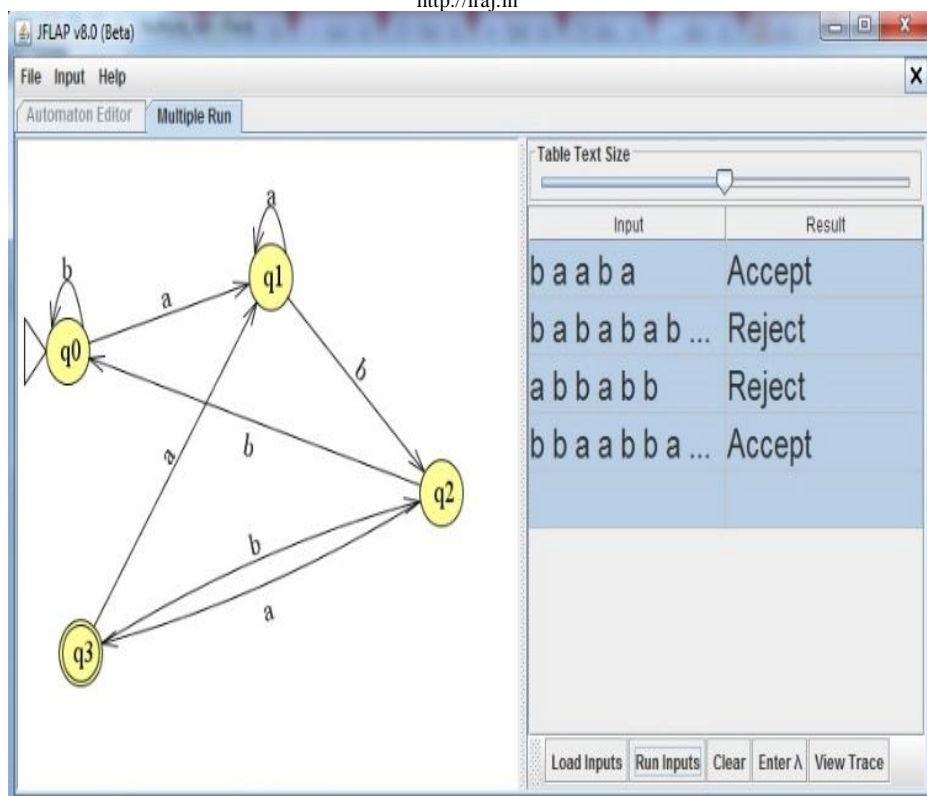 http://iraj.in
JFLAP v8.0 (Beta)
X
File Input Help
X
Automaton Editor Multiple Run
Table Text Size
Input Result
b a a b a Accept
b a b a b a b ... Reject
a b b a b b Reject
b b a a b b a ... Accept
a
q1
b
a
q0
b
b
a
q2
b
a
q3
Load Inputs Run Inputs Clear Enter λ View Trace